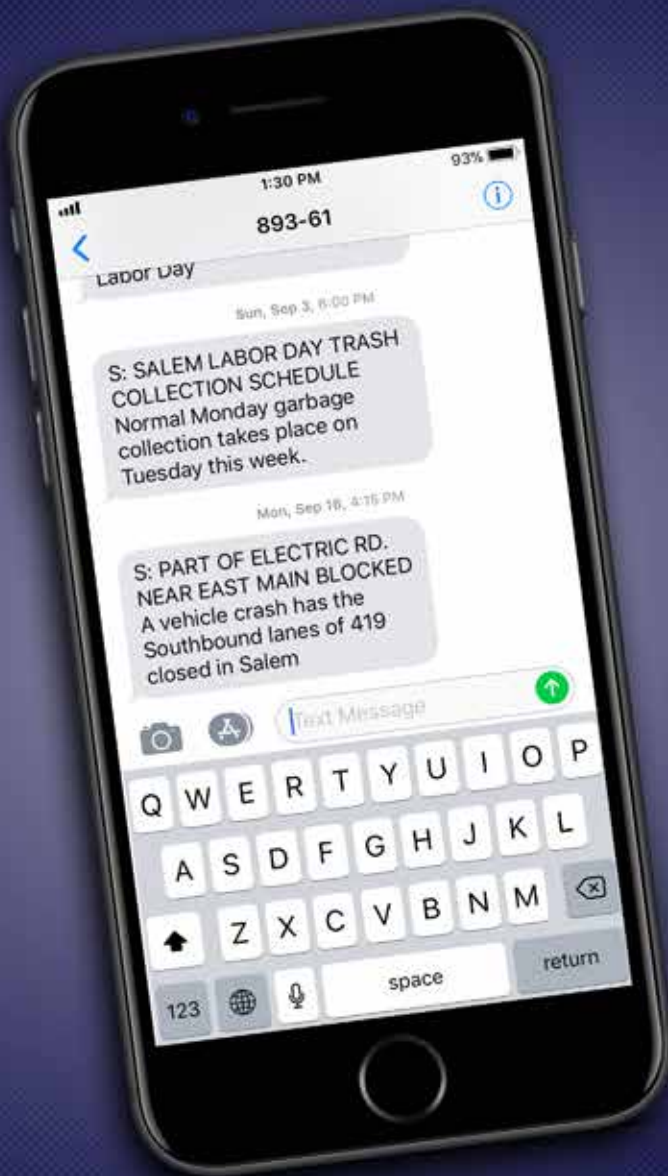 1:30 PM
93%
893-61
Labor Day
Sun, Sep 3, 6:00 PM
S: SALEM LABOR DAY TRASH
COLLECTION SCHEDULE
Normal Monday garbage
collection takes place on
Tuesday this week.
Mon, Sep 18, 4:15 PM
S: PART OF ELECTRIC RD.
NEAR EAST MAIN BLOCKED
A vehicle crash has the
Southbound lanes of 419
closed in Salem
Text Message
Q W E R T Y U I O P
A S D F G H J K L
Z X C V B N M
123 space return